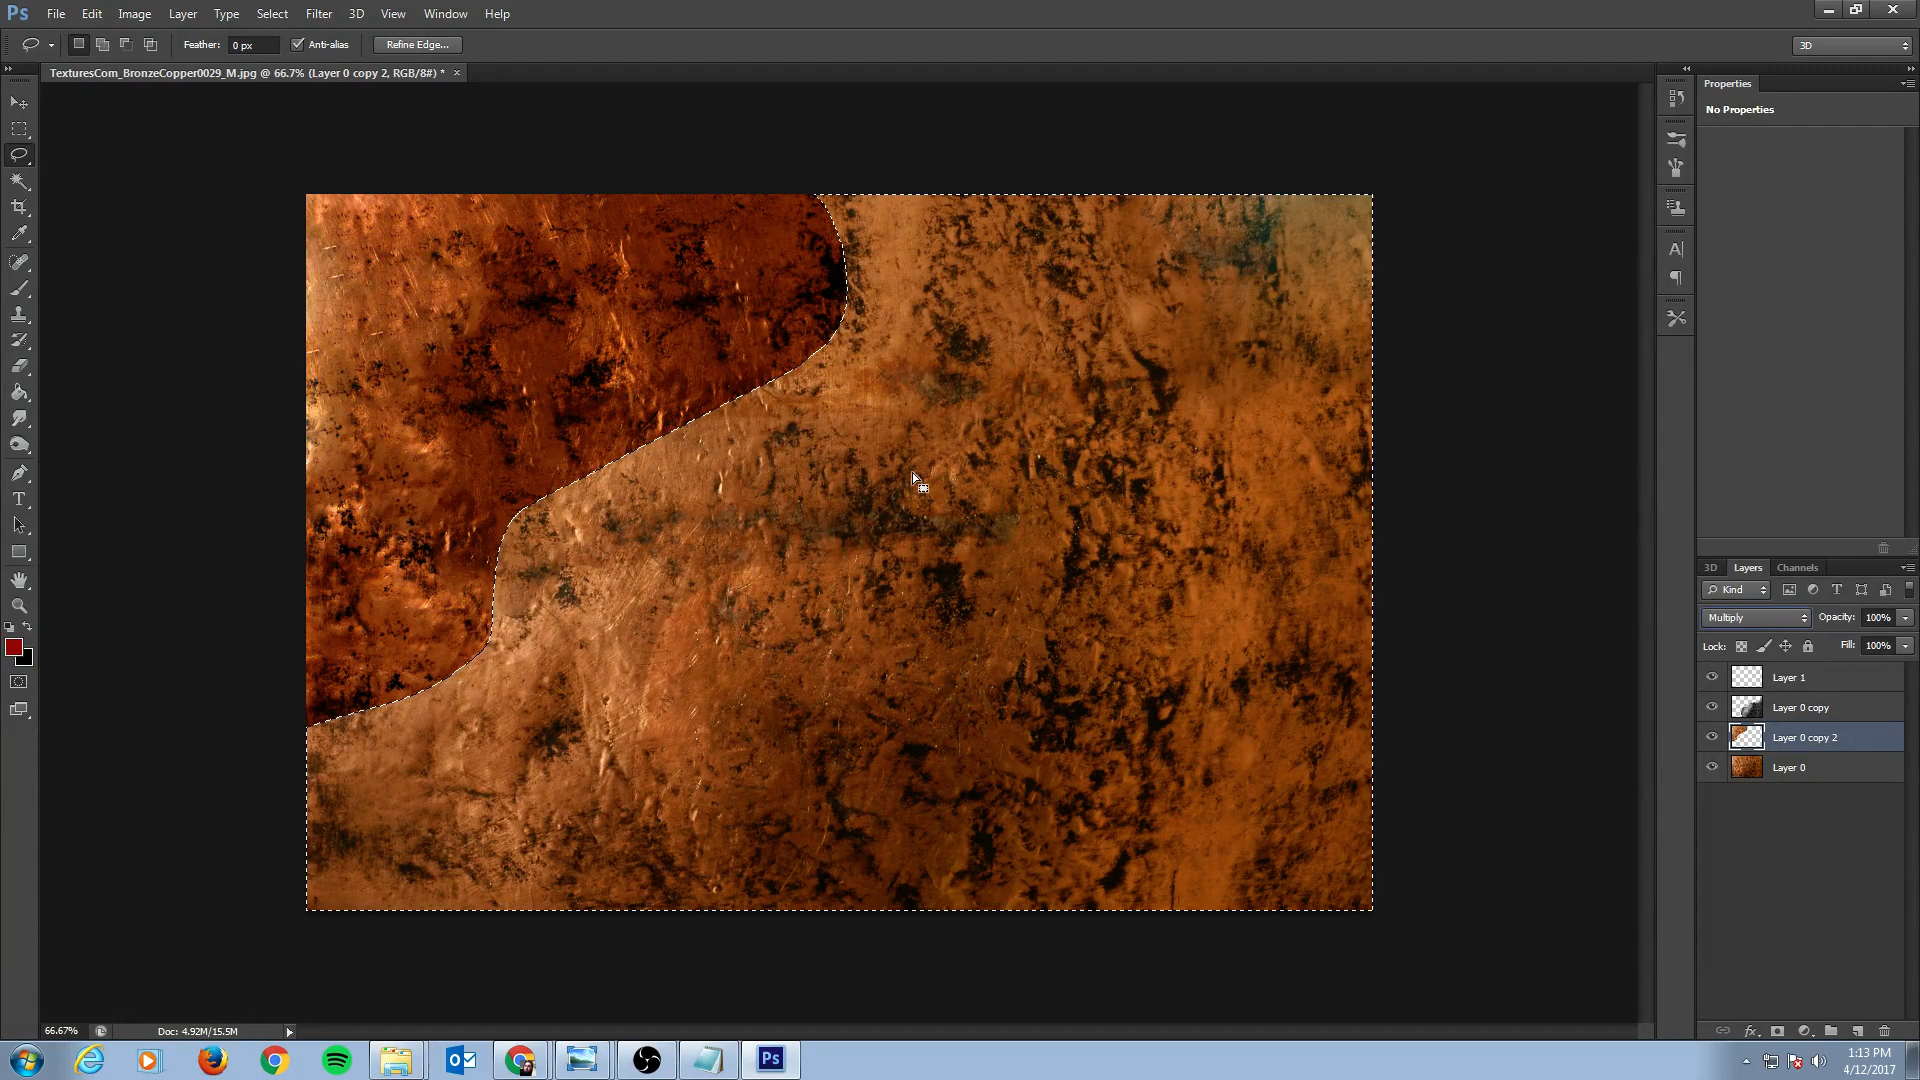 Ps File Edit Image Layer Type Select Filter 3D View Window Help
Feather: 0 px Anti-alias Refine Edge... 3D
TexturesCom_BronzeCopper0029_M.jpg @ 66.7% (Layer 0 copy 2, RGB/8#) * ×
Properties
No Properties
3D Layers Channels
Kind
Multiply Opacity: 100%
Lock: Fill: 100%
Layer 1
Layer 0 copy
Layer 0 copy 2
Layer 0
66.67% Doc: 4.92M/15.5M
1:13 PM
4/12/2017
Ps